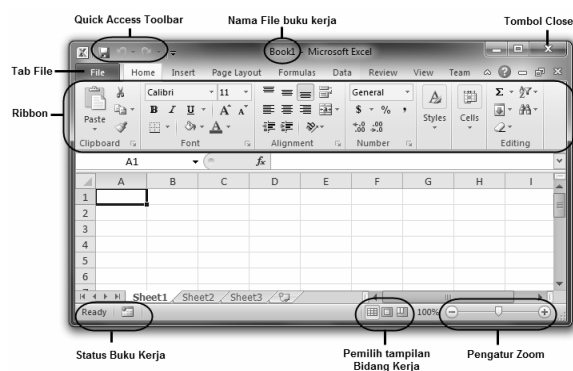 Quick Access Toolbar
Nama File buku kerja
Tombol Close
Book1 - Microsoft Excel
Tab File
File Home Insert Page Layout Formulas Data Review View Team
Ribbon
Calibri 11 General
Paste B I U A A $ % , Styles Cells Σ
A
Clipboard Font Alignment Number Editing
A1 fx
A B C D E F G H I
1
2
3
4
5
6
Sheet1 Sheet2 Sheet3
Ready 100%
Status Buku Kerja
Pemilih tampilan
Bidang Kerja
Pengatur Zoom